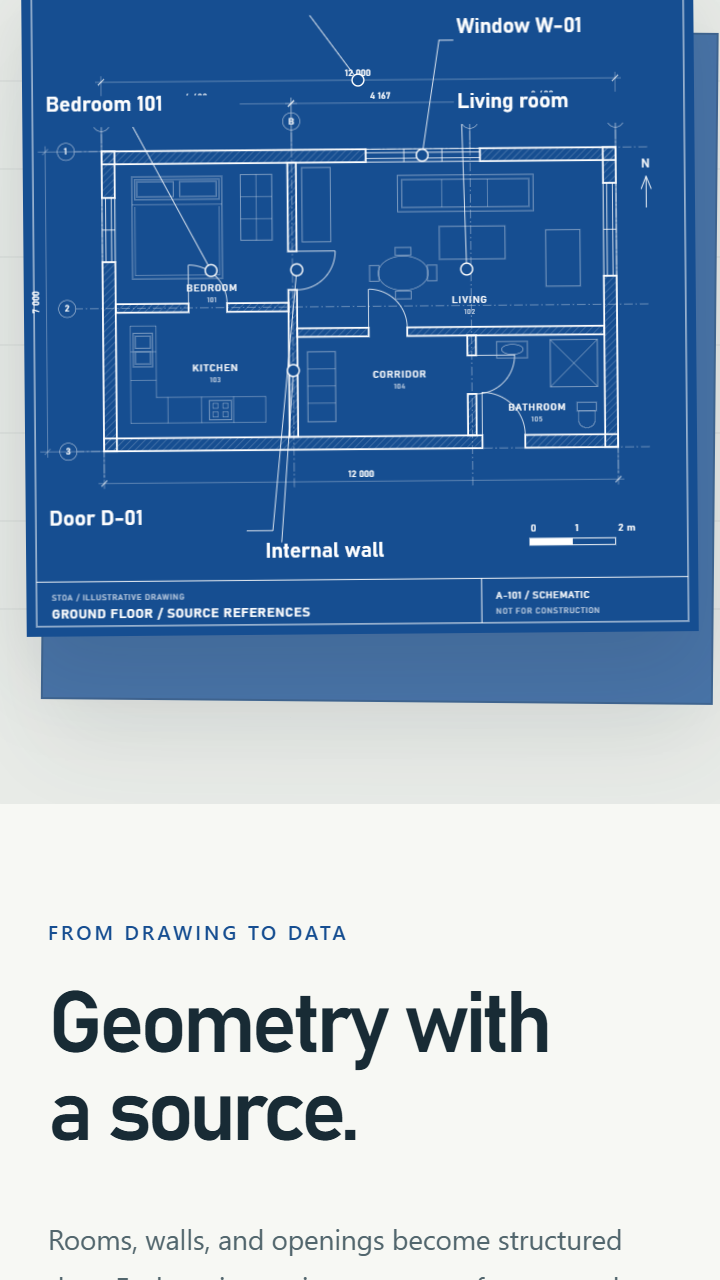 Window W-01
12 000
4 167
Bedroom 101
Living room
B
1
N
BEDROOM
101
LIVING
102
7 000
2
KITCHEN
103
CORRIDOR
104
BATHROOM
105
3
12 000
Door D-01
Internal wall
0 1 2 m
STOA / ILLUSTRATIVE DRAWING
GROUND FLOOR / SOURCE REFERENCES
A-101 / SCHEMATIC
NOT FOR CONSTRUCTION
FROM DRAWING TO DATA
Geometry with
a source.
Rooms, walls, and openings become structured